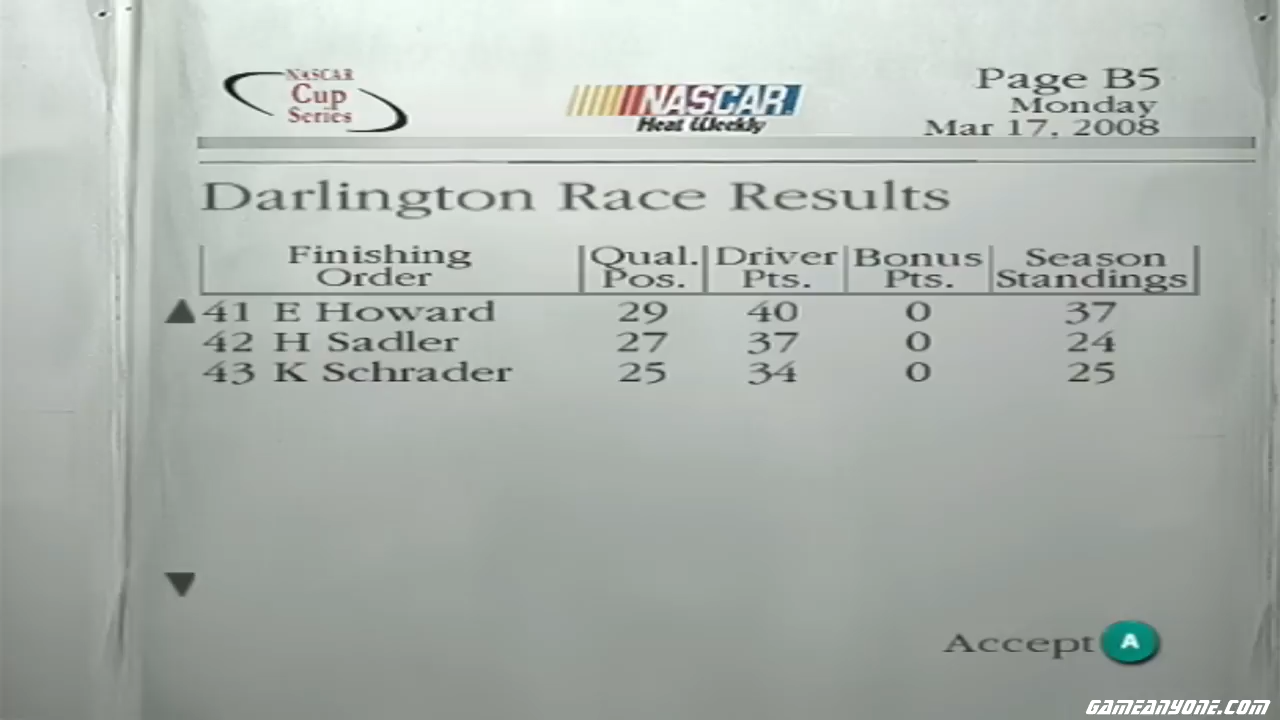 NASCAR
Cup
Series
NASCAR
Heat Weekly
Page B5
Monday
Mar 17, 2008
Darlington Race Results
Finishing Order Qual. Pos. Driver Pts. Bonus Pts. Season Standings
41 E Howard 29 40 0 37
42 H Sadler 27 37 0 24
43 K Schrader 25 34 0 25
Accept A
GAMEANYONE.COM